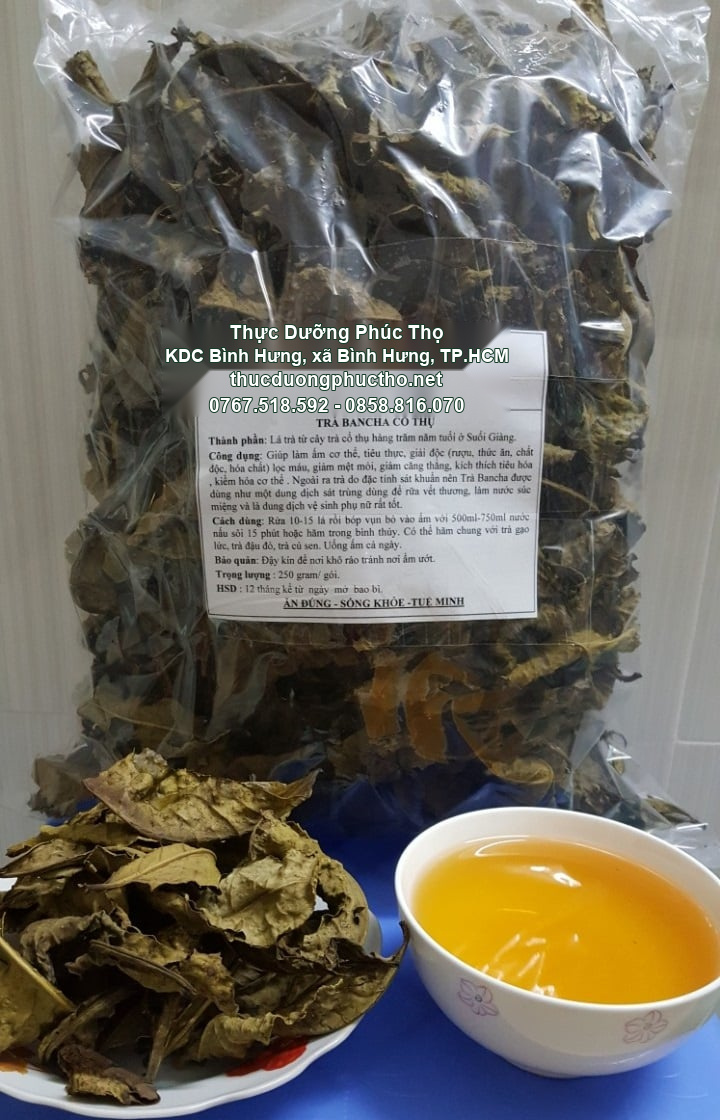 Thực Dưỡng Phúc Thọ
KDC Bình Hưng, xã Bình Hưng, TP.HCM
thucduongphuctho.net
0767.518.592 - 0858.816.070
TRÀ BANCHA CỔ THỤ
Thành phần: Lá trà từ cây trà cổ thụ hàng trăm năm tuổi ở Suối Giàng.
Công dụng: Giúp làm ấm cơ thể, tiêu thực, giải độc (rượu, thức ăn, chất
độc, hóa chất) lọc máu, giảm mệt mỏi, giảm căng thẳng, kích thích tiêu hóa
, kiềm hóa cơ thể . Ngoài ra trà do đặc tính sát khuẩn nên Trà Bancha được
dùng như một dung dịch sát trùng dùng để rữa vết thương, làm nước súc
miệng và là dung dịch vệ sinh phụ nữ rất tốt.
Cách dùng: Rửa 10-15 lá rồi bóp vụn bỏ vào ấm với 500ml-750ml nước
nấu sôi 15 phút hoặc hãm trong bình thủy. Có thể hãm chung với trà gạo
lức, trà đậu đỏ, trà củ sen. Uống ấm cả ngày.
Bảo quản: Đậy kín để nơi khô ráo tránh nơi ẩm ướt.
Trọng lượng : 250 gram/ gói.
HSD : 12 tháng kể từ ngày mở bao bì.
ĂN ĐÚNG - SỐNG KHỎE -TUỆ MINH